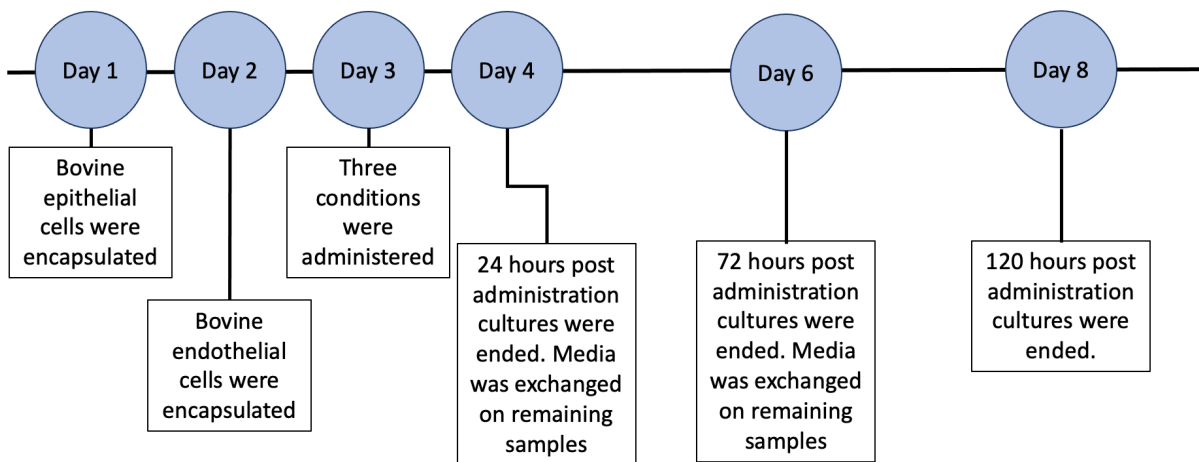 Day 1
Day 2
Day 3
Day 4
Day 6
Day 8
Bovine
epithelial
cells were
encapsulated
Bovine
endothelial
cells were
encapsulated
Three
conditions
were
administered
24 hours post
administration
cultures were
ended. Media
was exchanged
on remaining
samples
72 hours post
administration
cultures were
ended. Media
was exchanged
on remaining
samples
120 hours post
administration
cultures were
ended.